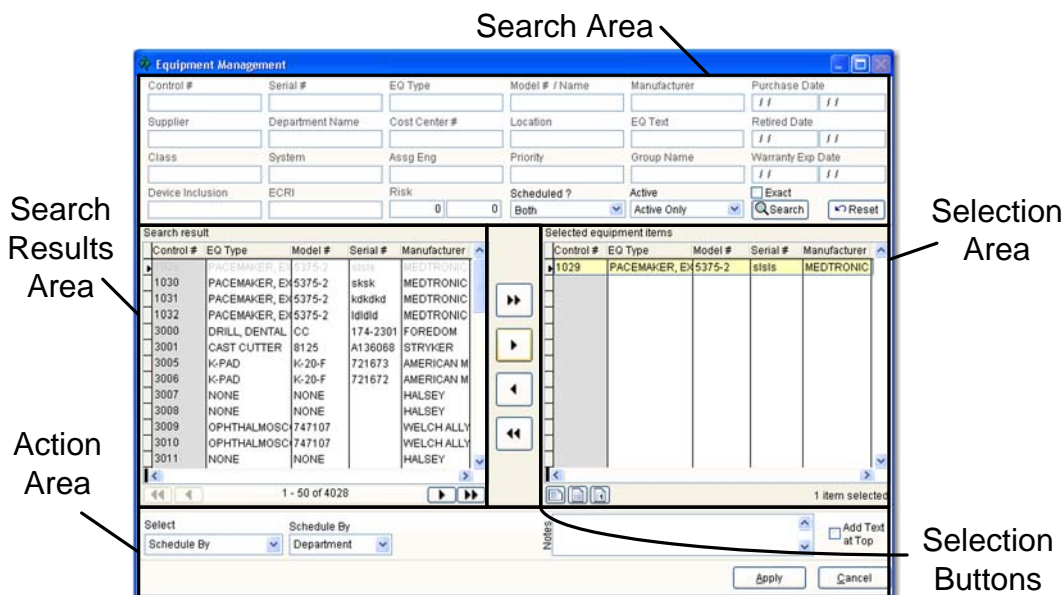 Search Area
Equipment Management
Control # Serial # EQ Type Model # / Name Manufacturer Purchase Date
/ / / /
Supplier Department Name Cost Center # Location EQ Text Retired Date
/ / / /
Class System Assg Eng Priority Group Name Warranty Exp Date
/ / / /
Device Inclusion ECRI Risk Scheduled ? Active Exact
0 0 Both Active Only Search Reset
Search Results Area
Selection Area
Search result
Control # EQ Type Model # Serial # Manufacturer
1029 PACEMAKER, EX 5375-2 slsls MEDTRONIC
1030 PACEMAKER, EX 5375-2 sksk MEDTRONIC
1031 PACEMAKER, EX 5375-2 kdkdkd MEDTRONIC
1032 PACEMAKER, EX 5375-2 ldldld MEDTRONIC
3000 DRILL, DENTAL CC 174-2301 FOREDOM
3001 CAST CUTTER 8125 A136068 STRYKER
3005 K-PAD K-20-F 721673 AMERICAN M
3006 K-PAD K-20-F 721672 AMERICAN M
3007 NONE NONE HALSEY
3008 NONE NONE HALSEY
3009 OPHTHALMOSC 747107 WELCH ALLY
3010 OPHTHALMOSC 747107 WELCH ALLY
3011 NONE NONE HALSEY
1 - 50 of 4028
Selected equipment items
Control # EQ Type Model # Serial # Manufacturer
1029 PACEMAKER, EX 5375-2 slsls MEDTRONIC
1 item selected
Action Area
Select Schedule By
Schedule By Department
Notes
Add Text at Top
Apply Cancel
Selection Buttons